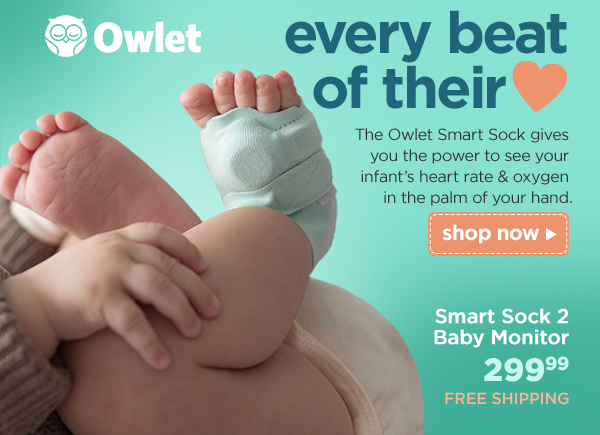 Owlet
every beat
of their
The Owlet Smart Sock gives
you the power to see your
infant's heart rate & oxygen
in the palm of your hand.
shop now
Smart Sock 2
Baby Monitor
299⁹⁹
FREE SHIPPING